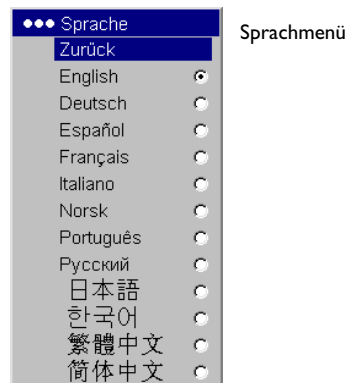 Sprache
Zurück
English
Deutsch
Español
Français
Italiano
Norsk
Português
Русский
日本語
한국어
繁體中文
简体中文
Sprachmenü